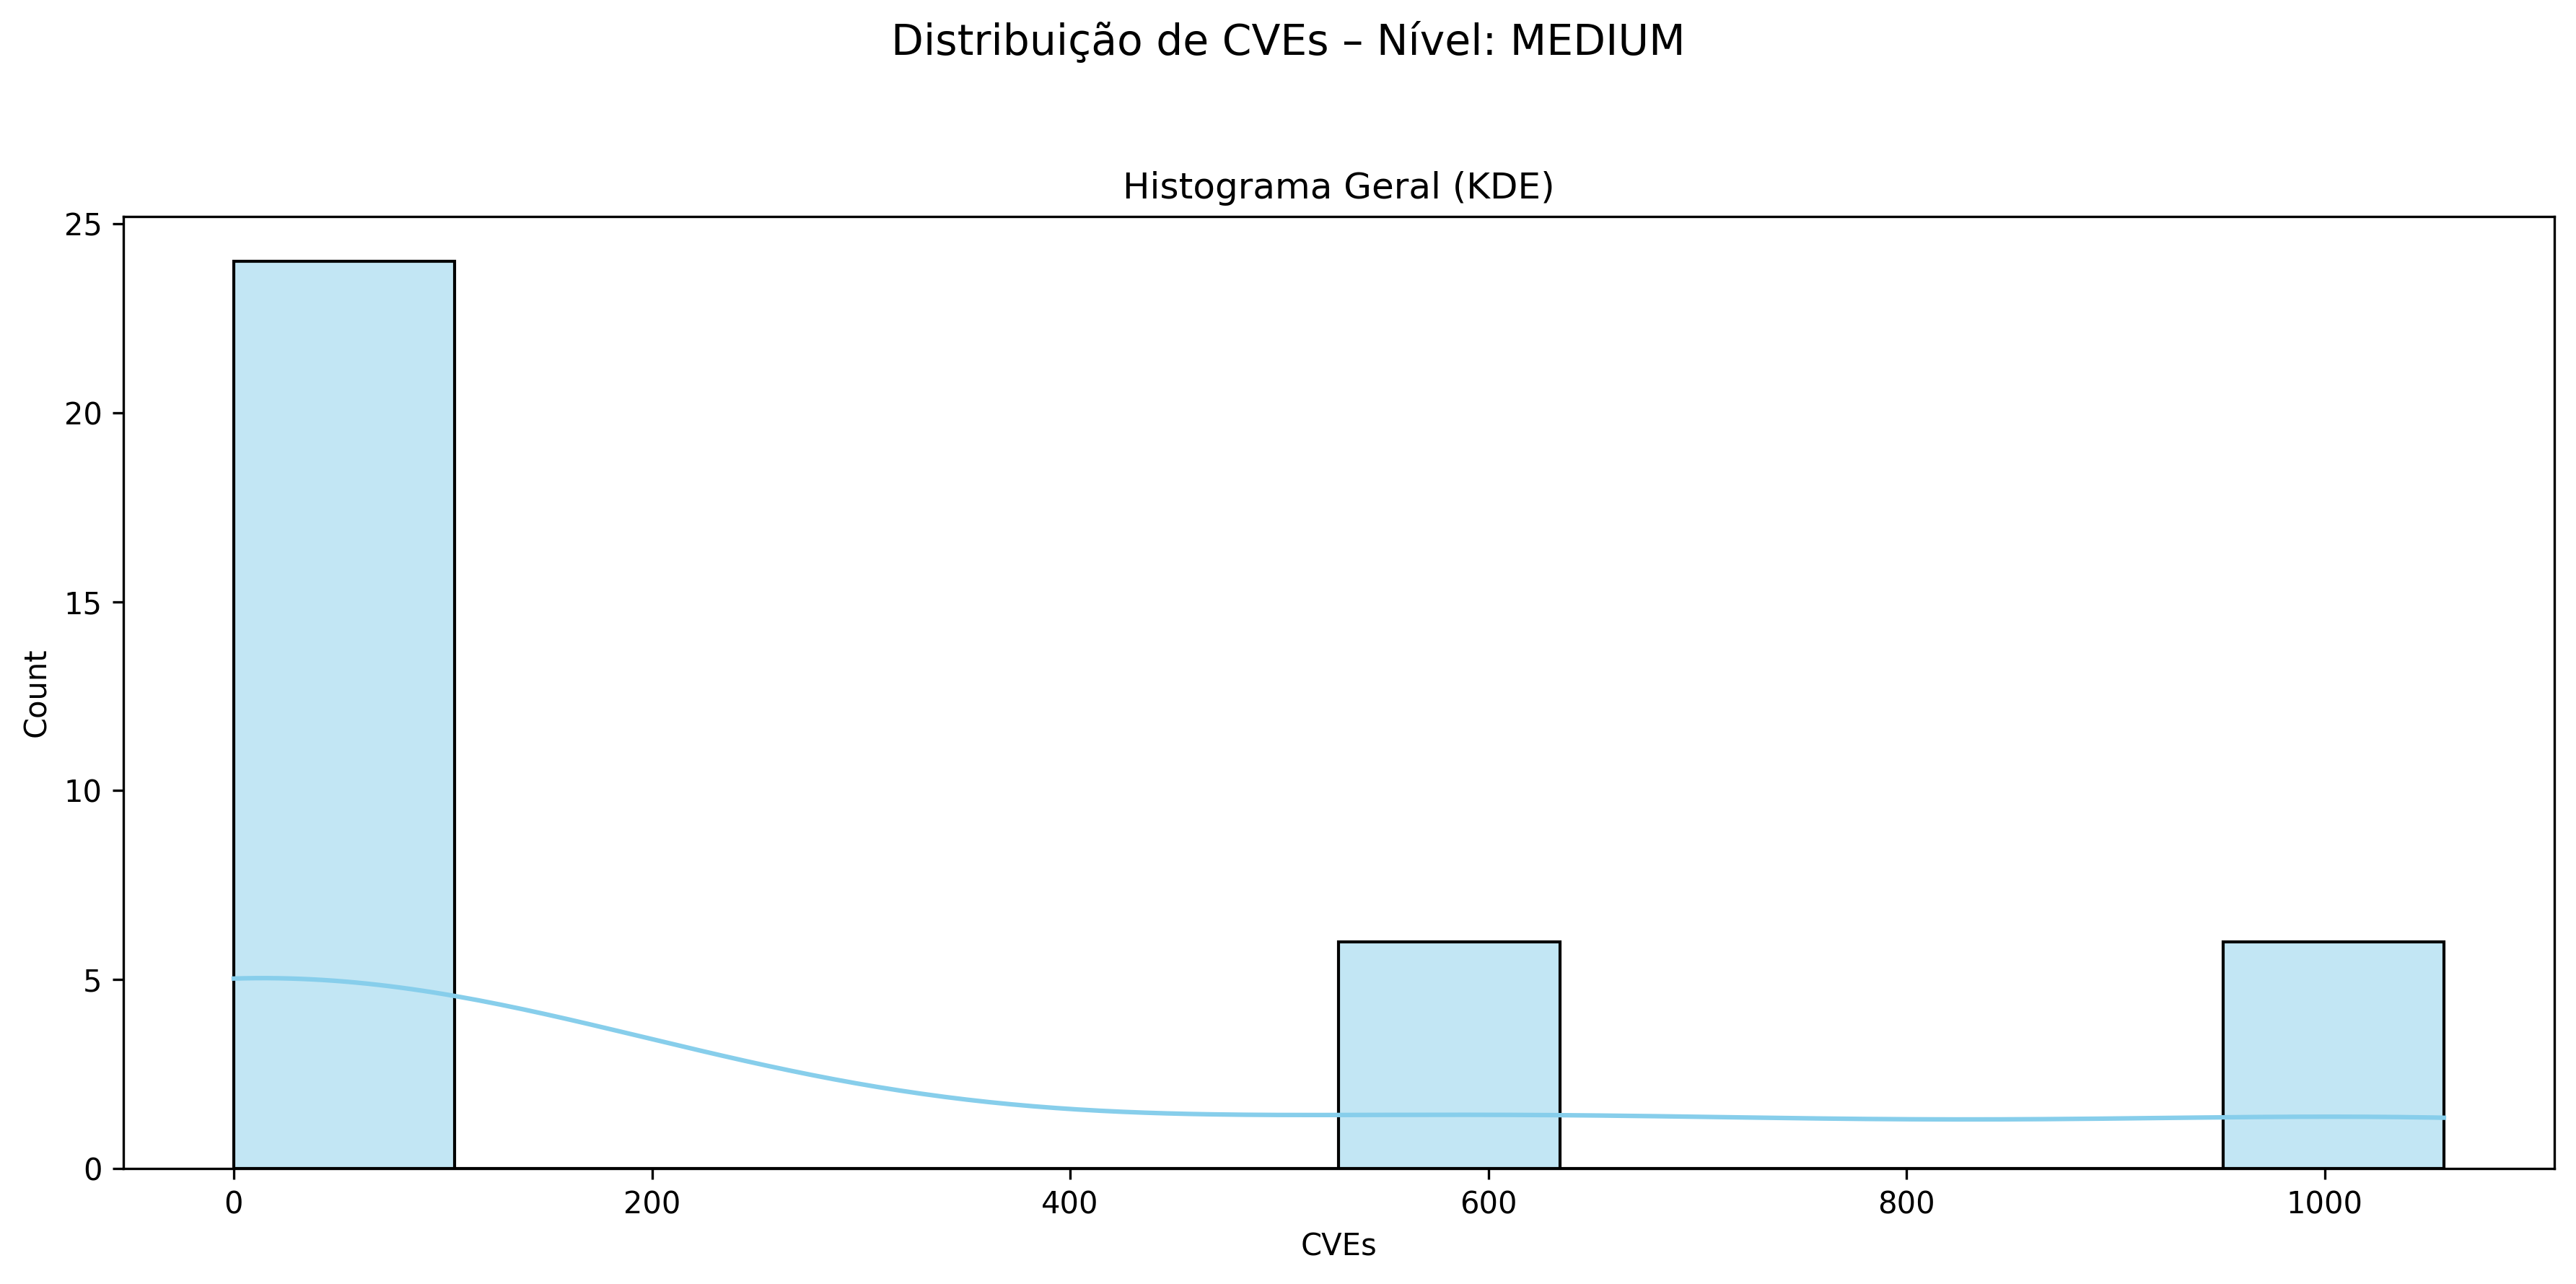 Distribuição de CVEs – Nível: MEDIUM
Histograma Geral (KDE)
25
20
15
10
5
0
Count
0 200 400 600 800 1000
CVEs